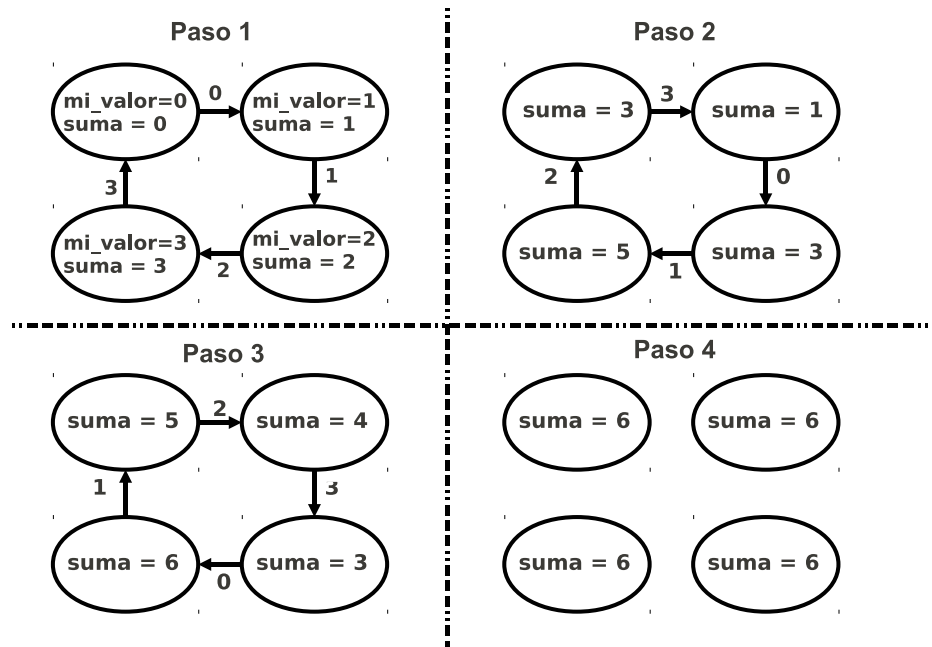 Paso 1
mi_valor=0
suma = 0
0
mi_valor=1
suma = 1
3
1
mi_valor=3
suma = 3
2
mi_valor=2
suma = 2
Paso 2
suma = 3
3
suma = 1
2
0
suma = 5
1
suma = 3
Paso 3
suma = 5
2
suma = 4
1
3
suma = 6
0
suma = 3
Paso 4
suma = 6
suma = 6
suma = 6
suma = 6